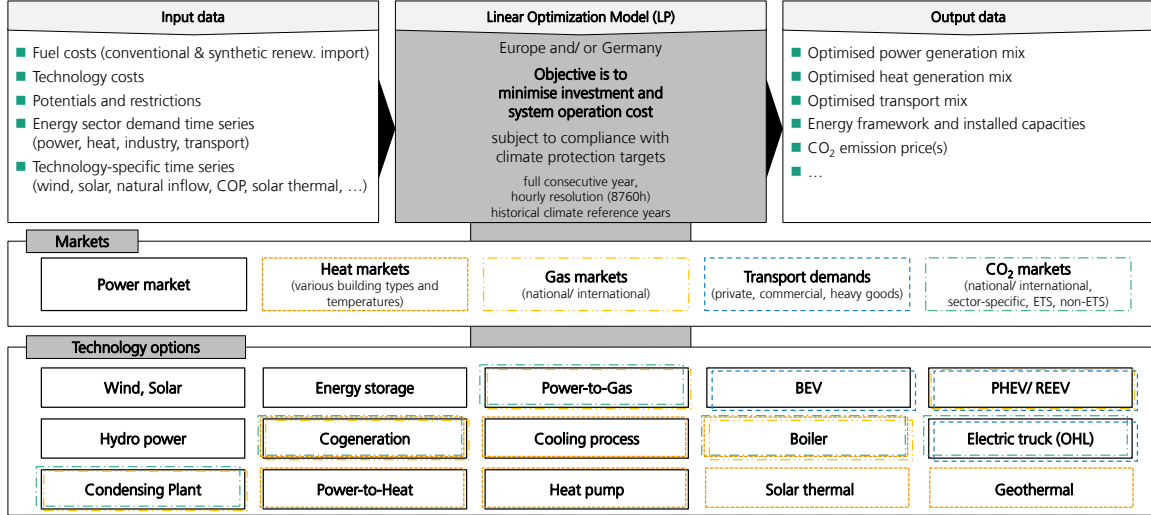 Input data
Fuel costs (conventional & synthetic renew. import)
Technology costs
Potentials and restrictions
Energy sector demand time series
(power, heat, industry, transport)
Technology-specific time series
(wind, solar, natural inflow, COP, solar thermal, …)
Linear Optimization Model (LP)
Europe and/ or Germany
Objective is to
minimise investment and
system operation cost
subject to compliance with
climate protection targets
full consecutive year,
hourly resolution (8760h)
historical climate reference years
Output data
Optimised power generation mix
Optimised heat generation mix
Optimised transport mix
Energy framework and installed capacities
CO₂ emission price(s)
…
Markets
Power market
Heat markets
(various building types and
temperatures)
Gas markets
(national/ international)
Transport demands
(private, commercial, heavy goods)
CO₂ markets
(national/ international,
sector-specific, ETS, non-ETS)
Technology options
Wind, Solar
Energy storage
Power-to-Gas
BEV
PHEV/ REEV
Hydro power
Cogeneration
Cooling process
Boiler
Electric truck (OHL)
Condensing Plant
Power-to-Heat
Heat pump
Solar thermal
Geothermal